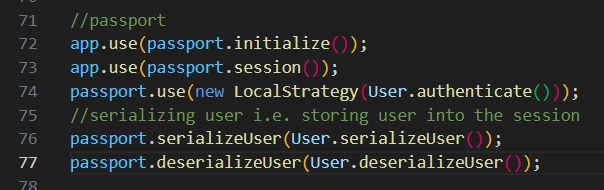 71 //passport
72 app.use(passport.initialize());
73 app.use(passport.session());
74 passport.use(new LocalStrategy(User.authenticate()));
75 //serializing user i.e. storing user into the session
76 passport.serializeUser(User.serializeUser());
77 passport.deserializeUser(User.deserializeUser());
78